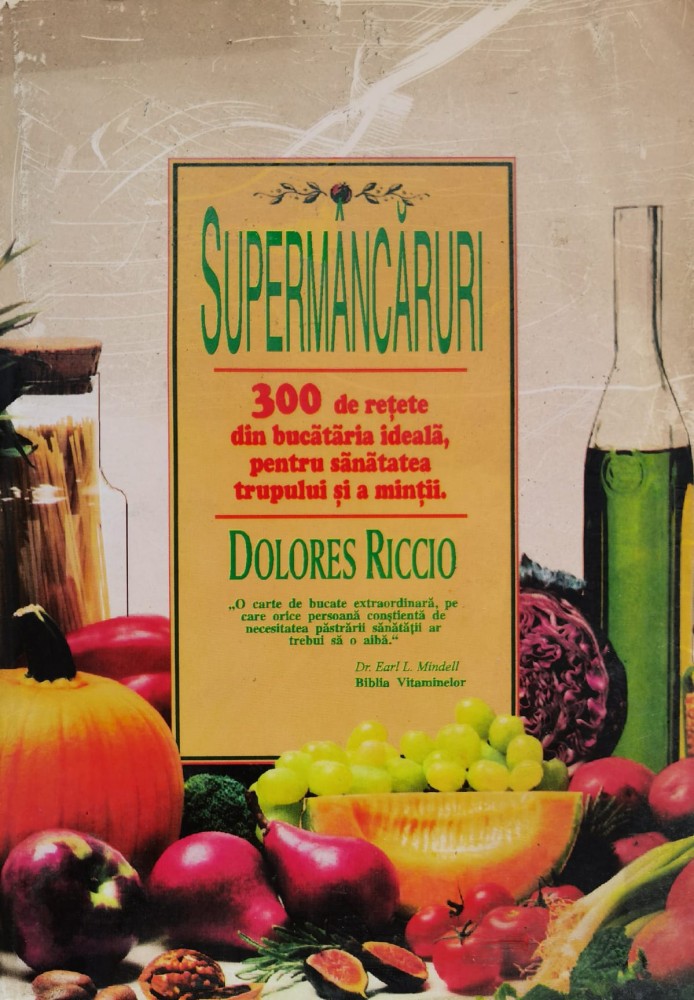 SUPERMÂNCĂRURI
300 de rețete
din bucătăria ideală,
pentru sănătatea
trupului și a minții.
DOLORES RICCIO
„O carte de bucate extraordinară, pe
care orice persoană conștientă de
necesitatea păstrării sănătății ar
trebui să o aibă.“
Dr. Earl L. Mindell
Biblia Vitaminelor